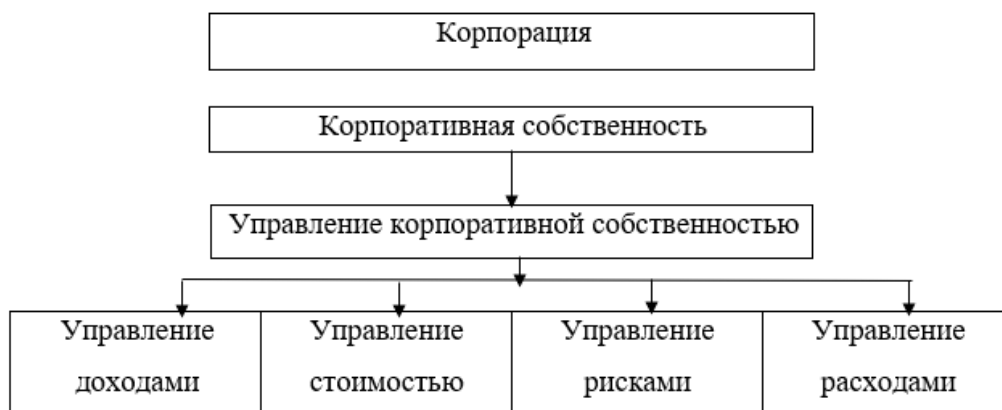 Корпорация
Корпоративная собственность
Управление корпоративной собственностью
Управление доходами
Управление стоимостью
Управление рисками
Управление расходами